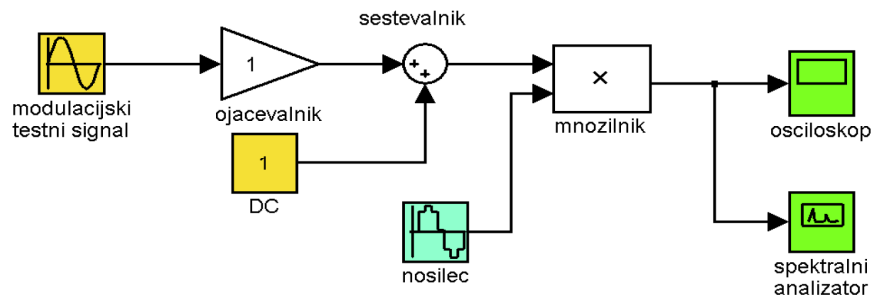 sestevalnik
1
+
+
×
modulacijski
testni signal
ojacevalnik
mnozilnik
osciloskop
1
DC
nosilec
spektralni
analizator